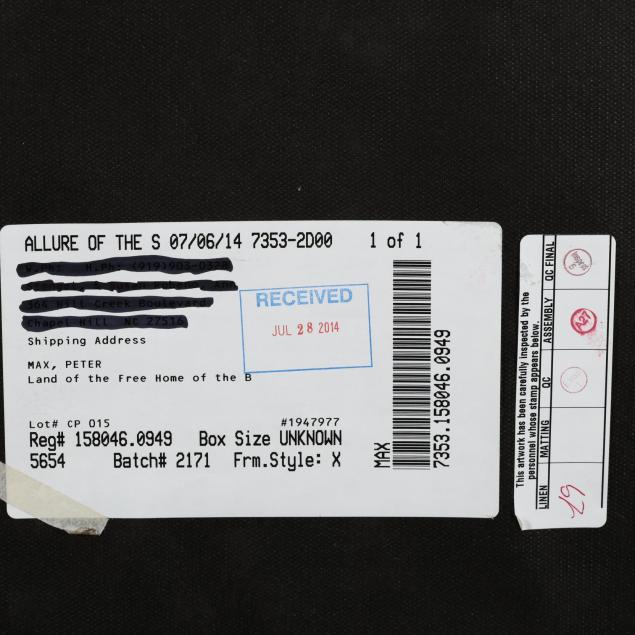 ALLURE OF THE S 07/06/14 7353-2D00 1 of 1
Shipping Address
MAX, PETER
Land of the Free Home of the B
RECEIVED
JUL 28 2014
Lot# CP 015 #1947977
Reg# 158046.0949 Box Size UNKNOWN
5654 Batch# 2171 Frm.Style: X
MAX
7353.158046.0949
This artwork has been carefully inspected by the
personnel whose stamp appears below.
LINEN MATTING QC ASSEMBLY QC FINAL
A27